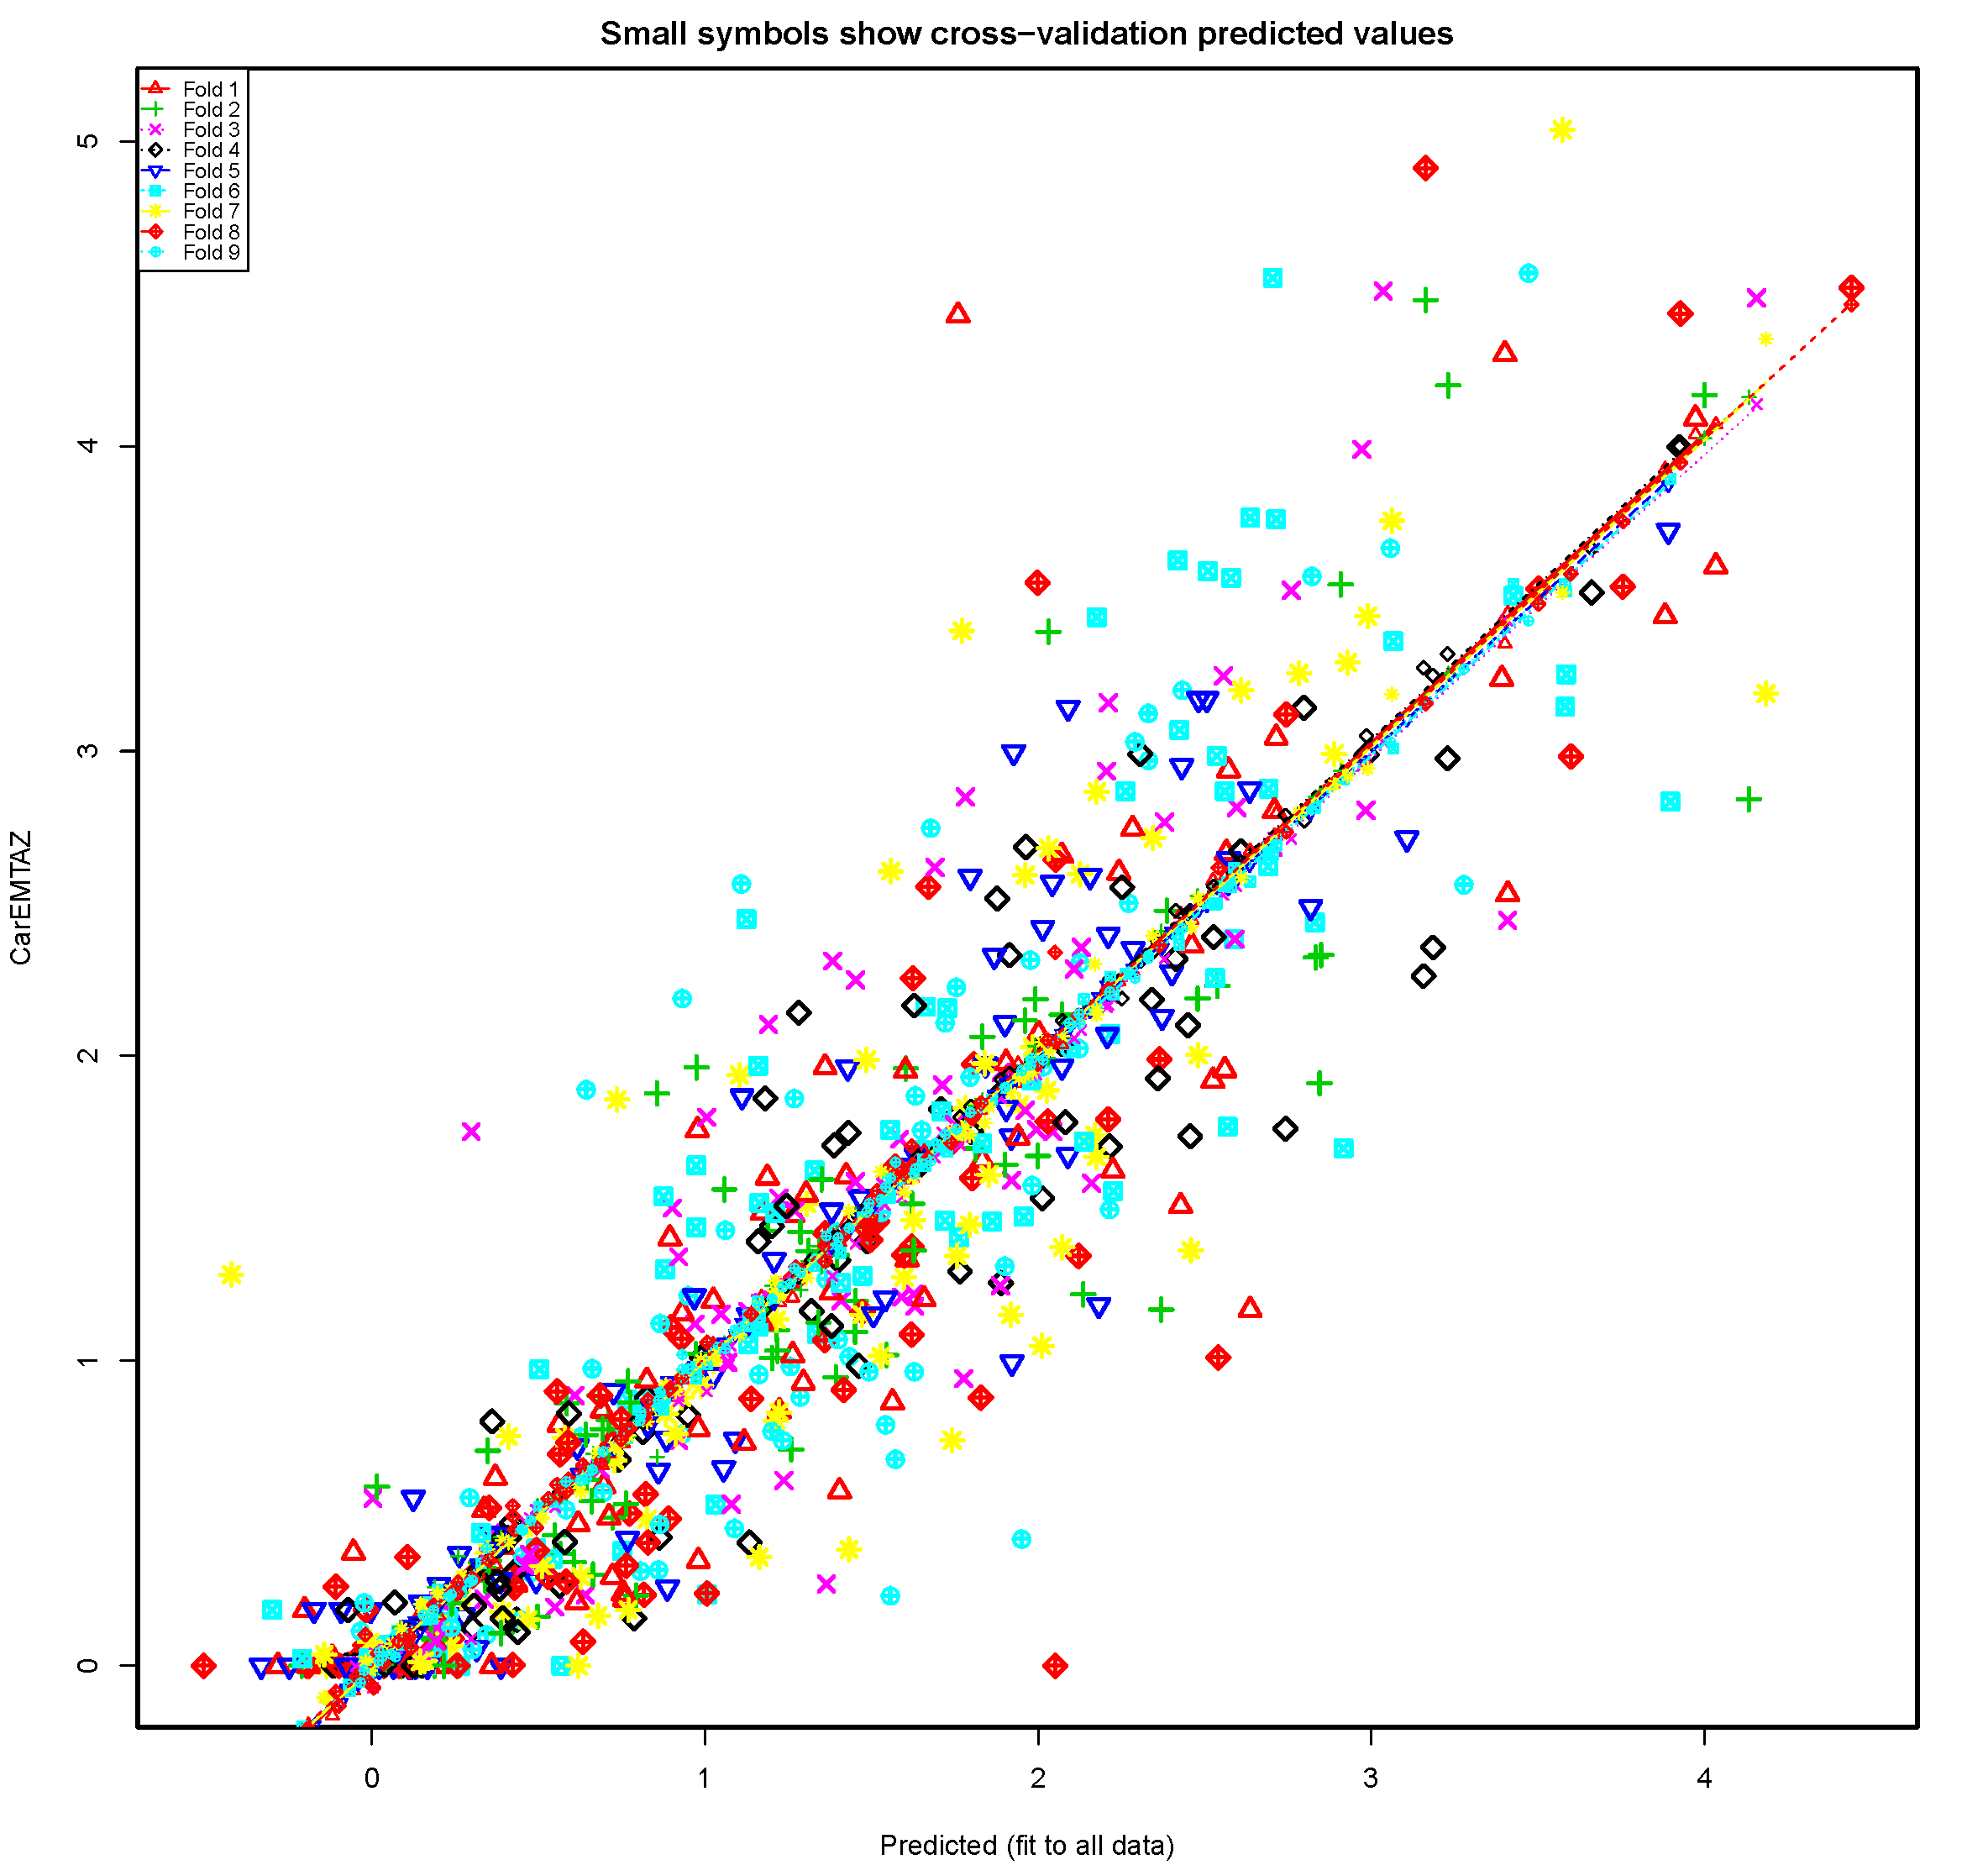 Small symbols show cross−validation predicted values
Fold 1
Fold 2
Fold 3
Fold 4
Fold 5
Fold 6
Fold 7
Fold 8
Fold 9
5
4
3
2
1
0
CarEMTAZ
0 1 2 3 4
Predicted (fit to all data)